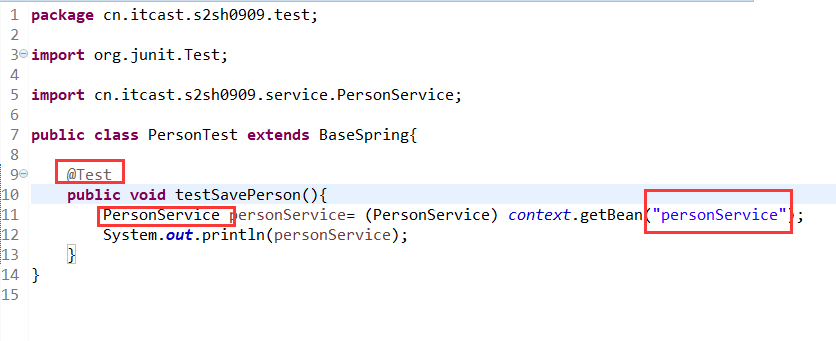 1 package cn.itcast.s2sh0909.test;
2
3 import org.junit.Test;
4
5 import cn.itcast.s2sh0909.service.PersonService;
6
7 public class PersonTest extends BaseSpring{
8
9 @Test
10 public void testSavePerson(){
11 PersonService personService= (PersonService) context.getBean("personService");
12 System.out.println(personService);
13 }
14 }
15